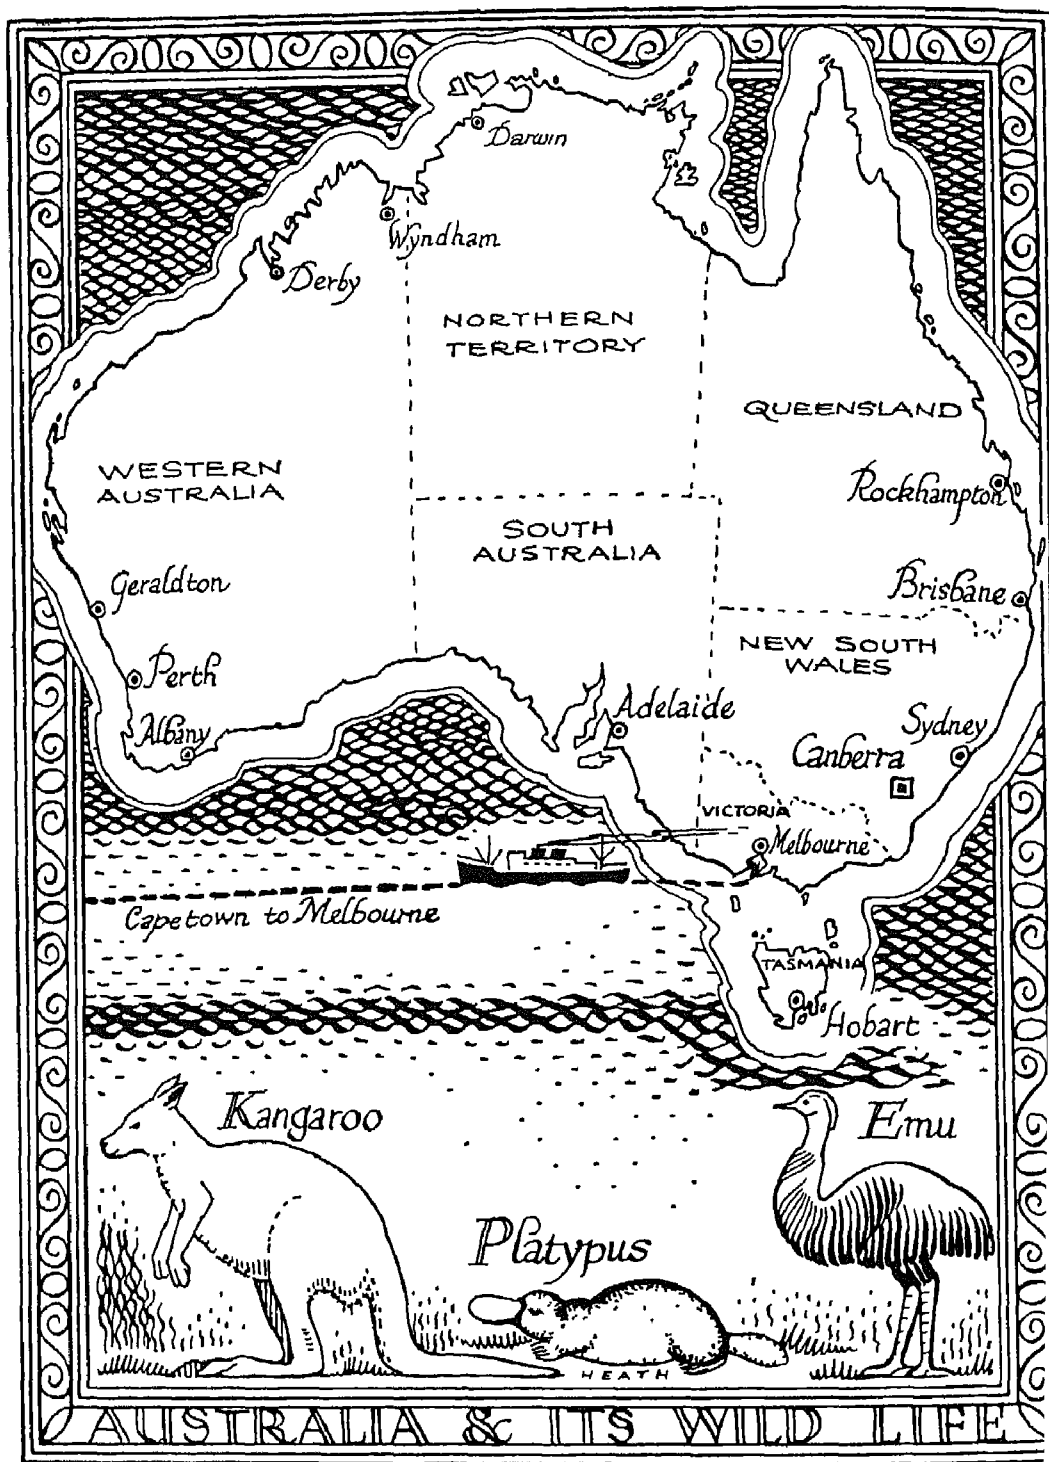 Darwin
Wyndham
Derby
NORTHERN
TERRITORY
QUEENSLAND
WESTERN
AUSTRALIA
Rockhampton
SOUTH
AUSTRALIA
Geraldton
Brisbane
NEW SOUTH
WALES
Perth
Adelaide
Albany
Sydney
Canberra
VICTORIA
Melbourne
Capetown to Melbourne
TASMANIA
Hobart
Kangaroo
Emu
Platypus
HEATH
AUSTRALIA & ITS WILD LIFE